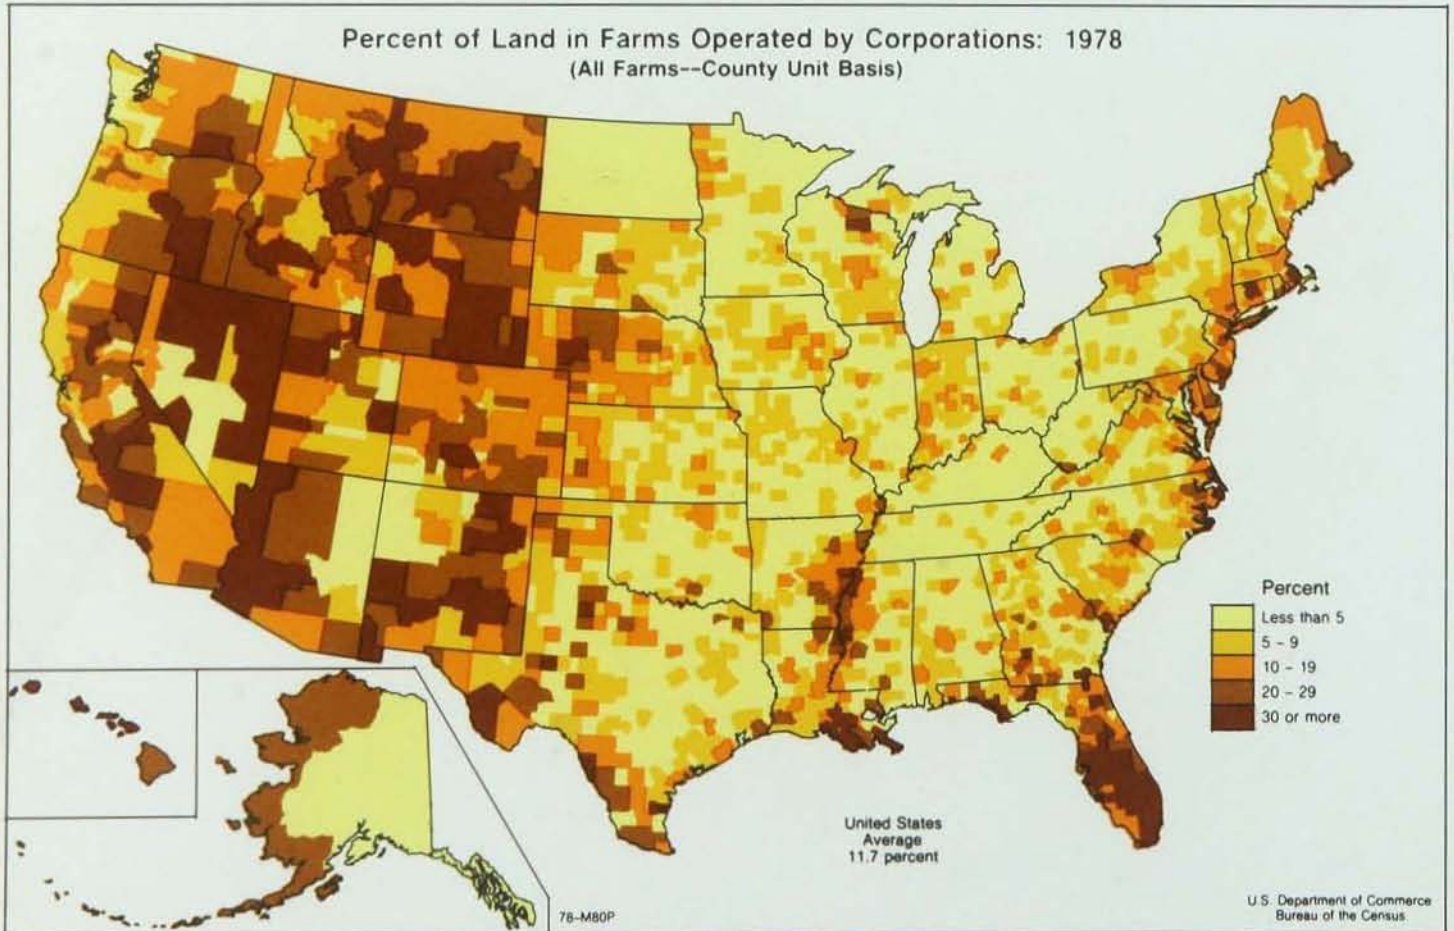 Percent of Land in Farms Operated by Corporations: 1978
(All Farms--County Unit Basis)
Percent
Less than 5
5 - 9
10 - 19
20 - 29
30 or more
United States
Average
11.7 percent
78-M80P
U.S. Department of Commerce
Bureau of the Census